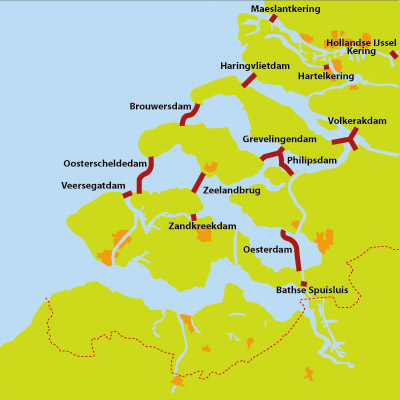 Maeslantkering
Hollandse IJssel
Kering
Haringvlietdam
Hartelkering
Brouwersdam
Volkerakdam
Grevelingendam
Oosterscheldedam
Philipsdam
Veersegatdam
Zeelandbrug
Zandkreekdam
Oesterdam
Bathse Spuisluis